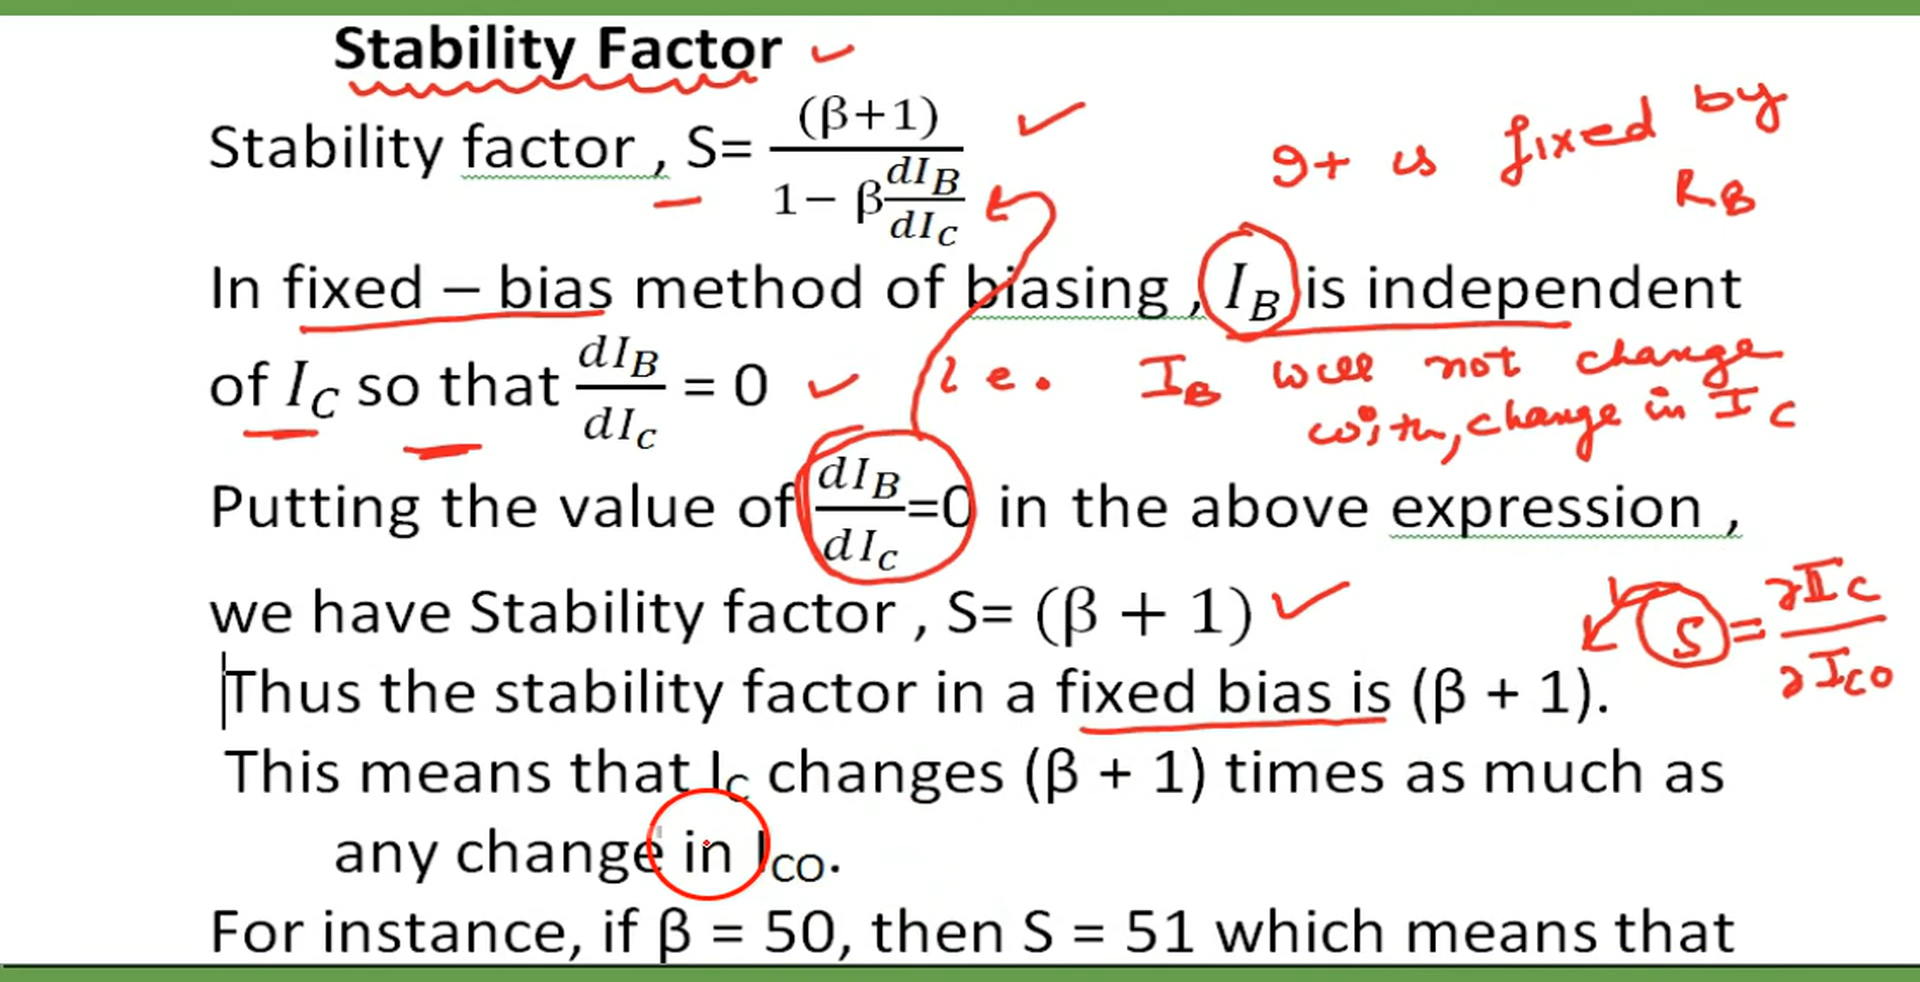 Stability Factor
Stability factor , S= (β+1) / (1− β dI_B/dI_C)
It is fixed by
R_B
In fixed – bias method of biasing , I_B is independent
of I_C so that dI_B/dI_C = 0
i.e. I_B will not change
with, change in I_C
Putting the value of dI_B/dI_C=0 in the above expression ,
we have Stability factor , S= (β + 1)
S = ∂I_C/∂I_CO
Thus the stability factor in a fixed bias is (β + 1).
This means that I_C changes (β + 1) times as much as
any change in I_CO.
For instance, if β = 50, then S = 51 which means that